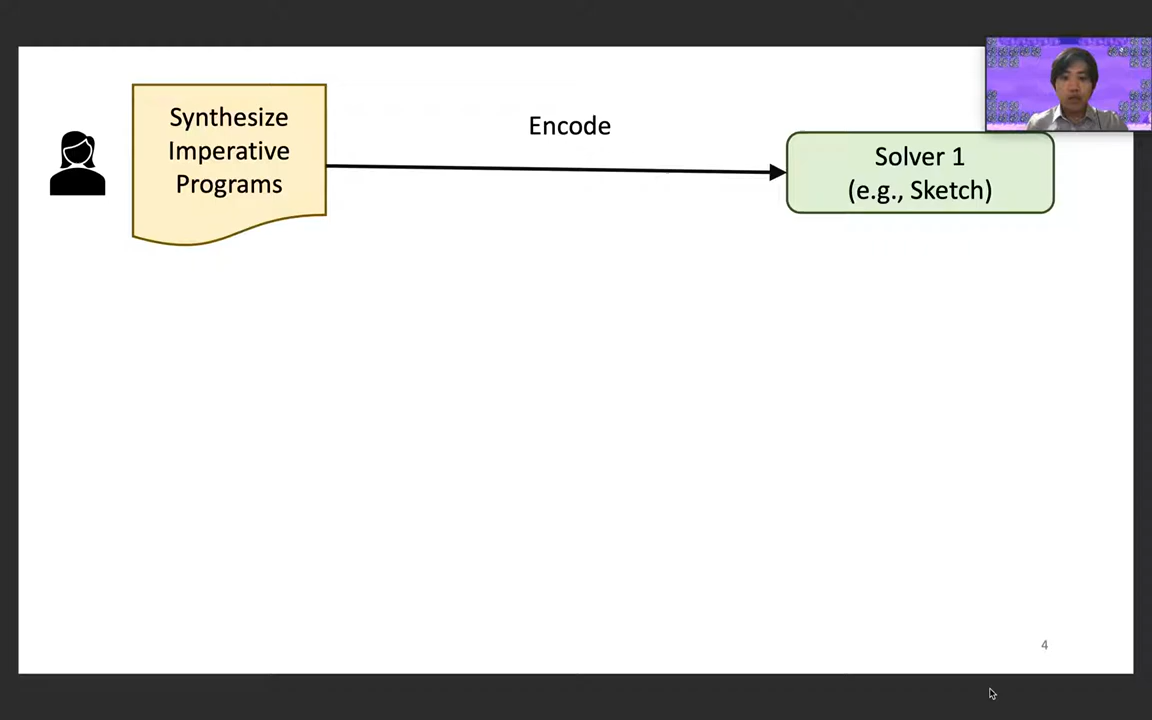 Synthesize
Imperative
Programs
Encode
Solver 1
(e.g., Sketch)
4